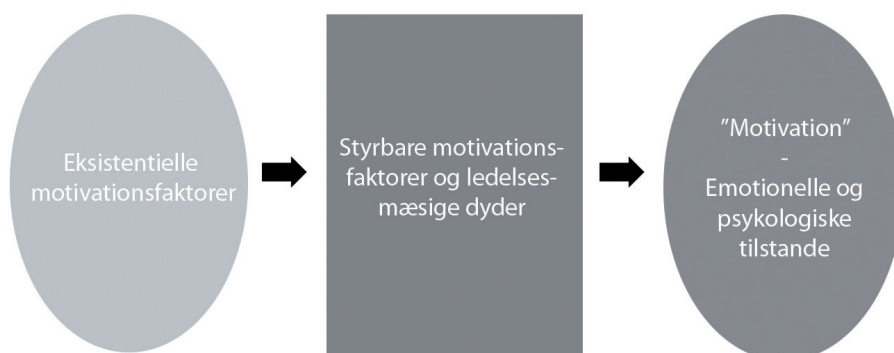 Eksistentielle
motivationsfaktorer
Styrbare motivations-
faktorer og ledelses-
mæsige dyder
”Motivation”
-
Emotionelle og
psykologiske
tilstande